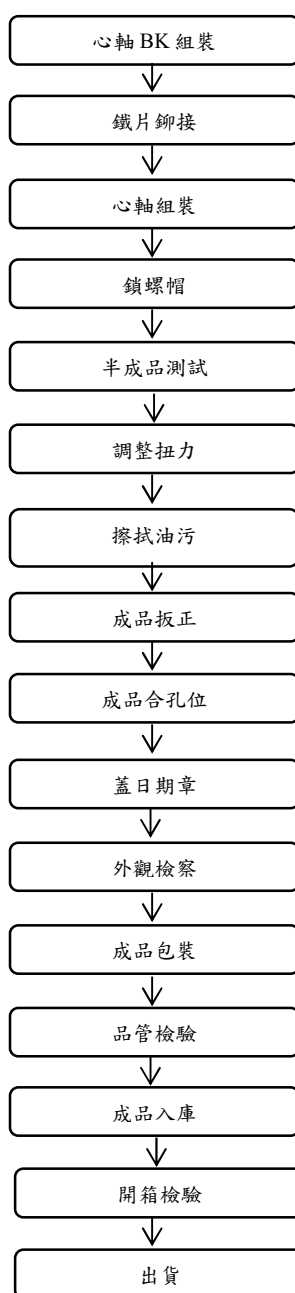 心軸 BK 組裝
鐵片鉚接
心軸組裝
鎖螺帽
半成品測試
調整扭力
擦拭油污
成品扳正
成品合孔位
蓋日期章
外觀檢察
成品包裝
品管檢驗
成品入庫
開箱檢驗
出貨